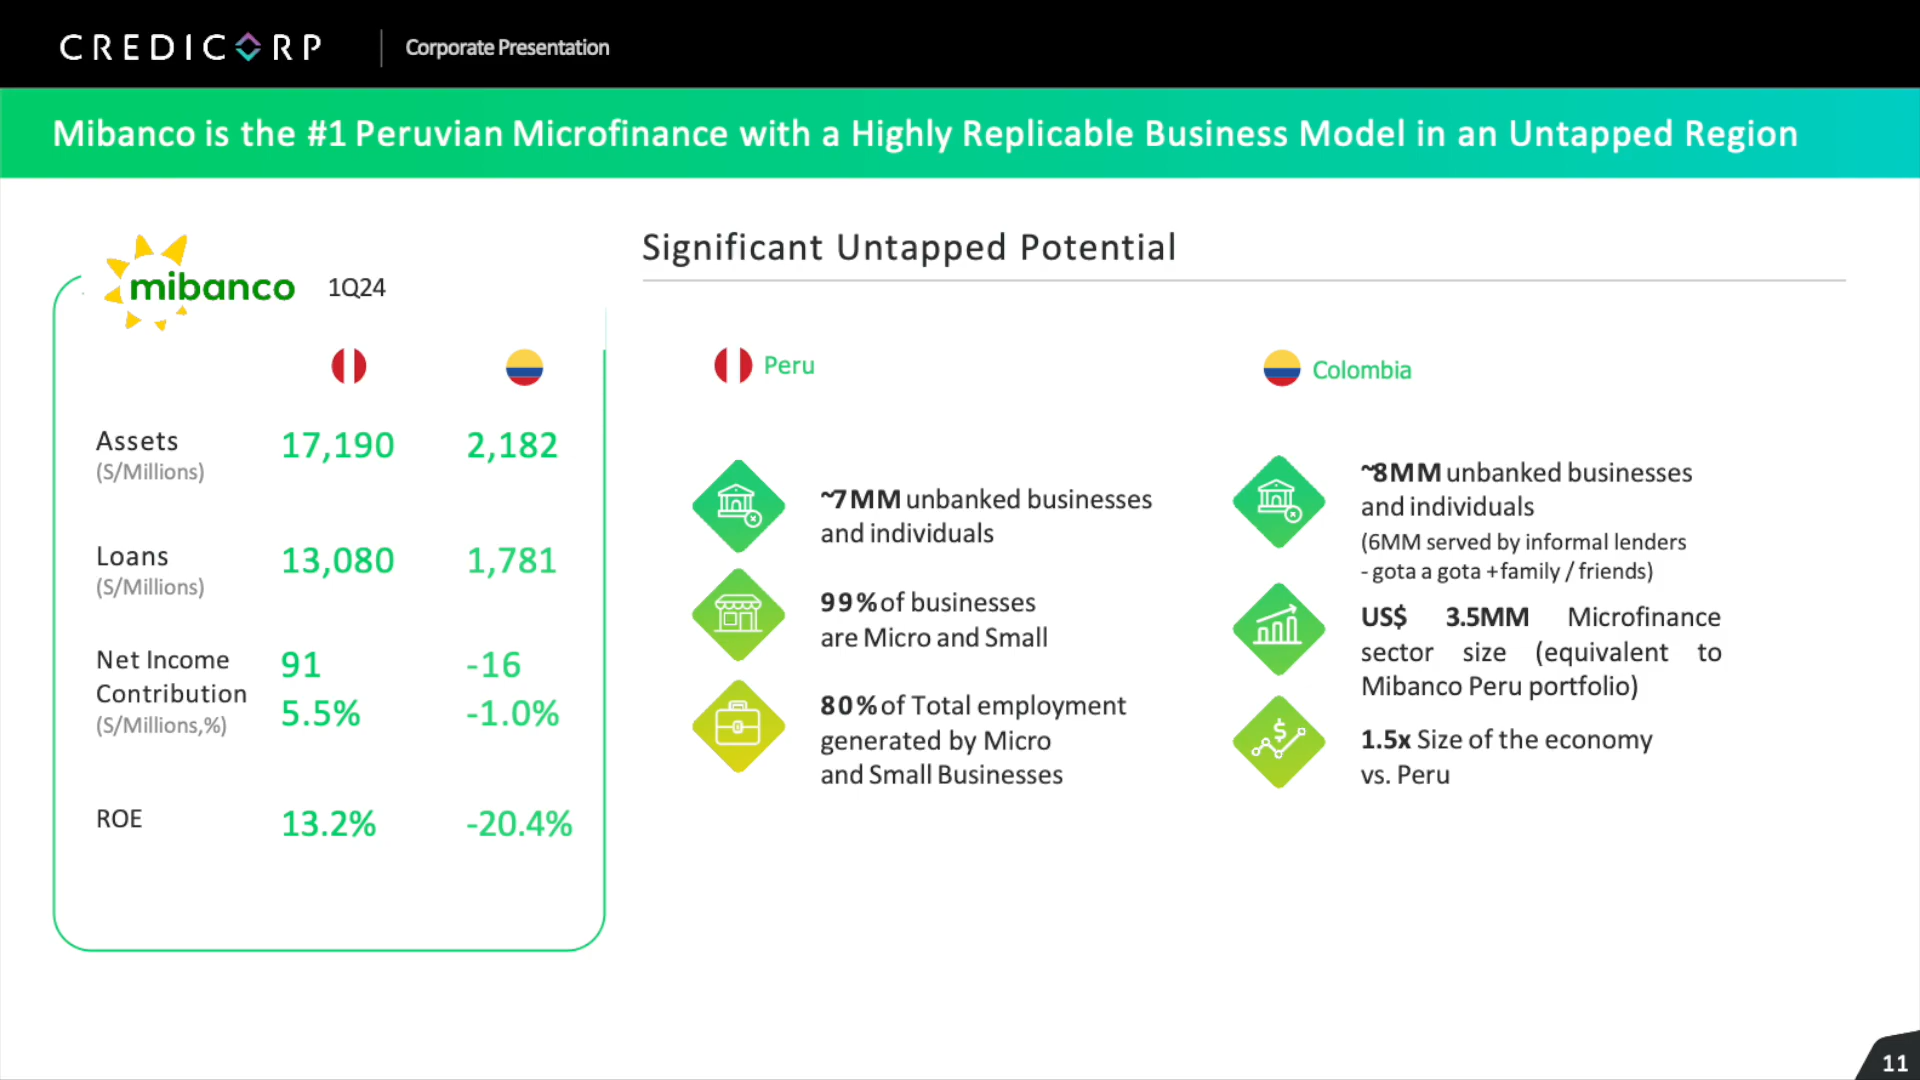 CREDICORP
Corporate Presentation
Mibanco is the #1 Peruvian Microfinance with a Highly Replicable Business Model in an Untapped Region
mibanco
1Q24
Assets
(S/Millions)
17,190
2,182
Loans
(S/Millions)
13,080
1,781
Net Income
Contribution
(S/Millions,%)
91
-16
5.5%
-1.0%
ROE
13.2%
-20.4%
Significant Untapped Potential
Peru
~7MM unbanked businesses
and individuals
99% of businesses
are Micro and Small
80% of Total employment
generated by Micro
and Small Businesses
Colombia
~8MM unbanked businesses
and individuals
(6MM served by informal lenders
- gota a gota +family / friends)
US$ 3.5MM Microfinance
sector size (equivalent to
Mibanco Peru portfolio)
1.5x Size of the economy
vs. Peru
11